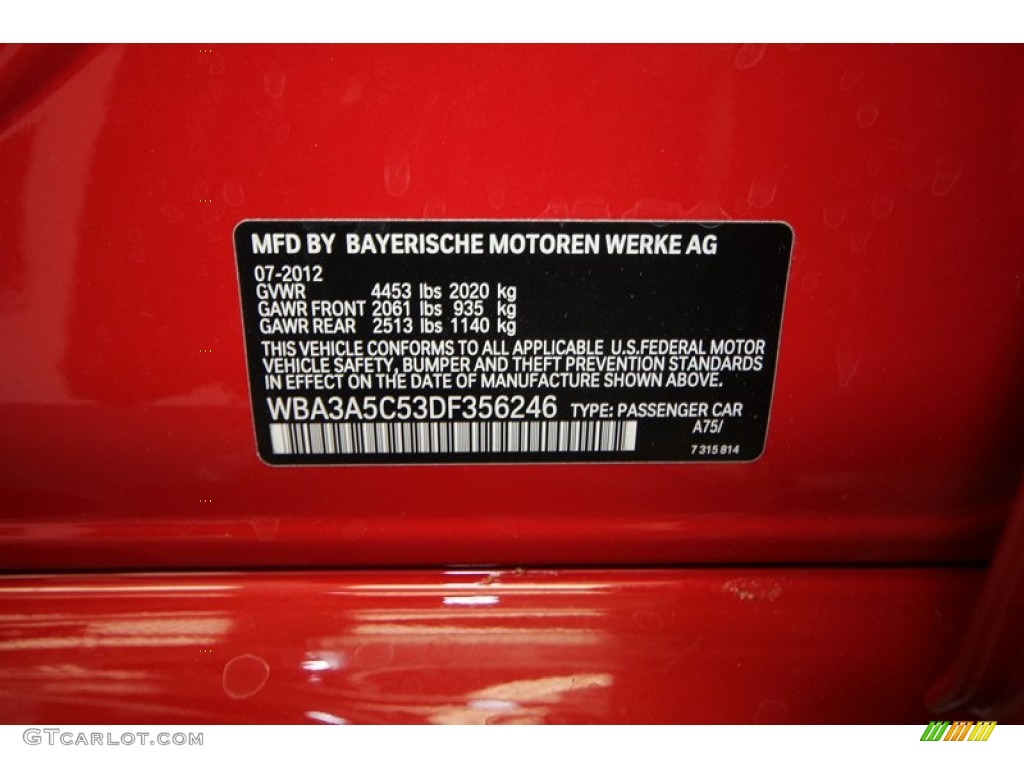 MFD BY BAYERISCHE MOTOREN WERKE AG
07-2012
GVWR 4453 lbs 2020 kg
GAWR FRONT 2061 lbs 935 kg
GAWR REAR 2513 lbs 1140 kg
THIS VEHICLE CONFORMS TO ALL APPLICABLE U.S.FEDERAL MOTOR
VEHICLE SAFETY, BUMPER AND THEFT PREVENTION STANDARDS
IN EFFECT ON THE DATE OF MANUFACTURE SHOWN ABOVE.
WBA3A5C53DF356246 TYPE: PASSENGER CAR
A75/
7 315 814
GTCARLOT.COM